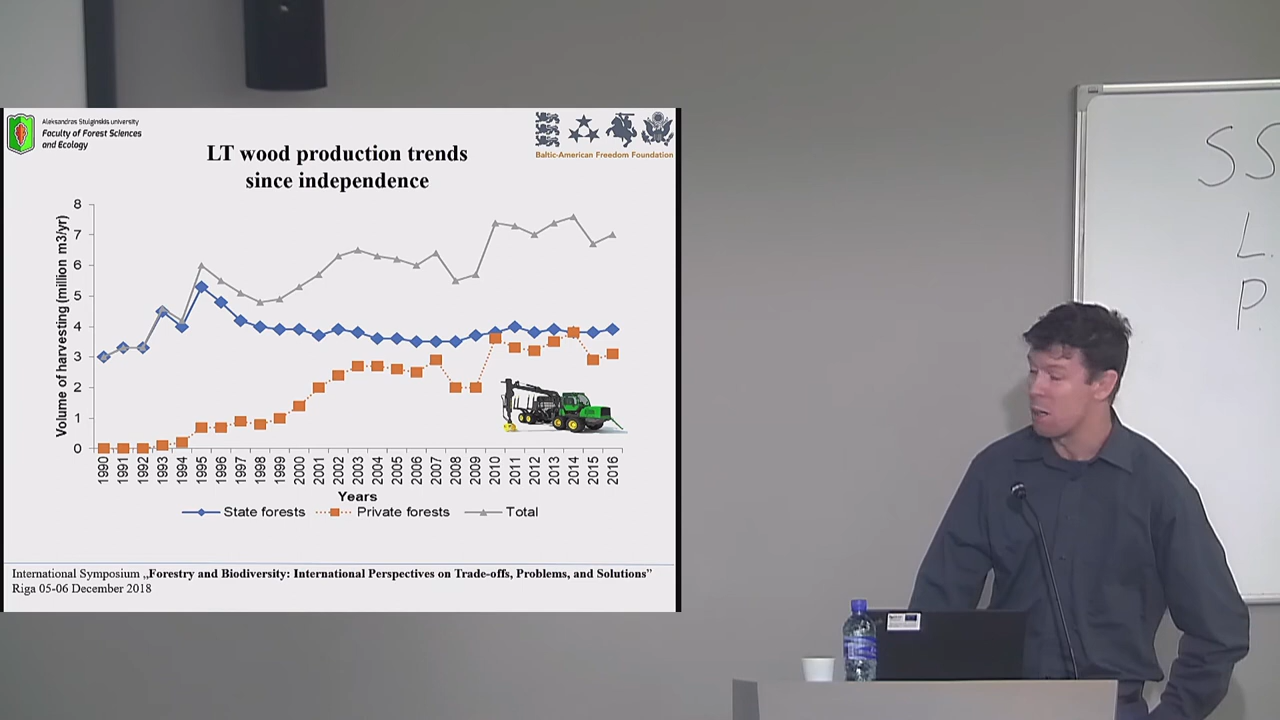 Aleksandras Stulginskis university
Faculty of Forest Sciences
and Ecology
Baltic-American Freedom Foundation
LT wood production trends
since independence
Volume of harvesting (million m3/yr)
8
7
6
5
4
3
2
1
0
1990 1991 1992 1993 1994 1995 1996 1997 1998 1999 2000 2001 2002 2003 2004 2005 2006 2007 2008 2009 2010 2011 2012 2013 2014 2015 2016
Years
State forests Private forests Total
International Symposium „Forestry and Biodiversity: International Perspectives on Trade-offs, Problems, and Solutions”
Riga 05-06 December 2018
SS
L
P